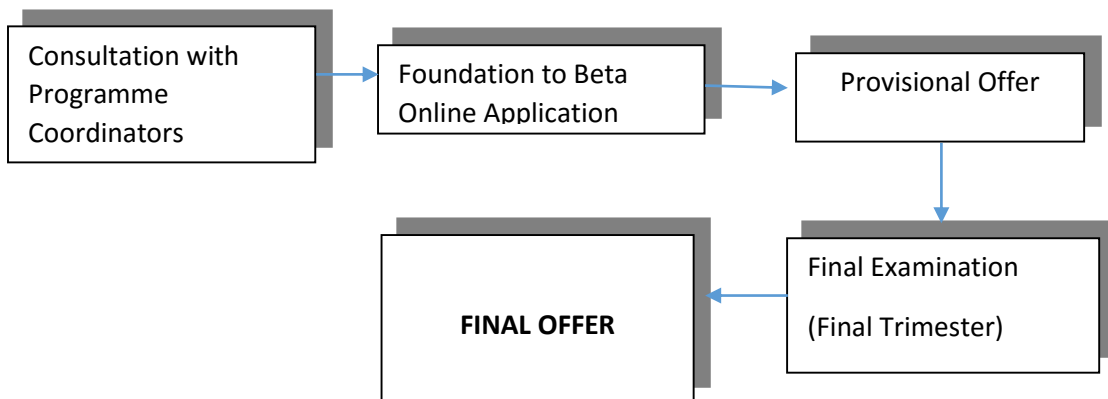 Consultation with
Programme
Coordinators
Foundation to Beta
Online Application
Provisional Offer
Final Examination
(Final Trimester)
FINAL OFFER